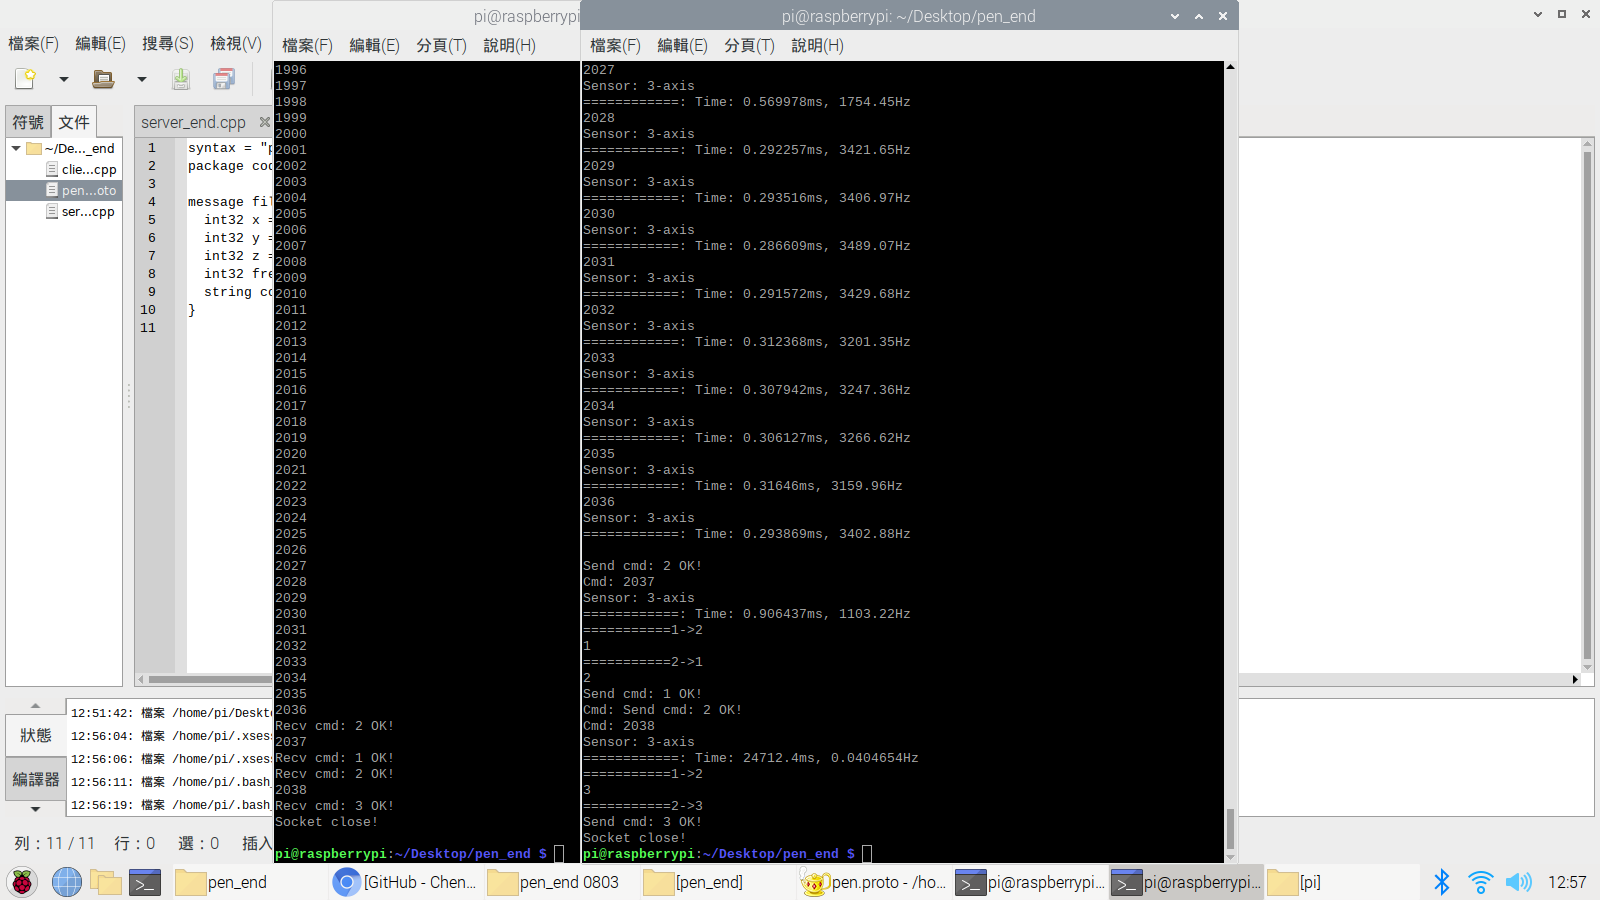 pi@raspberrypi
pi@raspberrypi: ~/Desktop/pen_end
檔案(F) 編輯(E) 搜尋(S) 檢視(V)
檔案(F) 編輯(E) 分頁(T) 說明(H)
檔案(F) 編輯(E) 分頁(T) 說明(H)
符號 文件
~/De..._end
clie...cpp
pen...oto
ser...cpp
server_end.cpp
1 syntax = "p
2 package cod
3
4 message fil
5 int32 x =
6 int32 y =
7 int32 z =
8 int32 fre
9 string co
10 }
11
1996
1997
1998
1999
2000
2001
2002
2003
2004
2005
2006
2007
2008
2009
2010
2011
2012
2013
2014
2015
2016
2017
2018
2019
2020
2021
2022
2023
2024
2025
2026
2027
2028
2029
2030
2031
2032
2033
2034
2035
2036
Recv cmd: 2 OK!
2037
Recv cmd: 1 OK!
Recv cmd: 2 OK!
2038
Recv cmd: 3 OK!
Socket close!
pi@raspberrypi:~/Desktop/pen_end $
2027
Sensor: 3-axis
============: Time: 0.569978ms, 1754.45Hz
2028
Sensor: 3-axis
============: Time: 0.292257ms, 3421.65Hz
2029
Sensor: 3-axis
============: Time: 0.293516ms, 3406.97Hz
2030
Sensor: 3-axis
============: Time: 0.286609ms, 3489.07Hz
2031
Sensor: 3-axis
============: Time: 0.291572ms, 3429.68Hz
2032
Sensor: 3-axis
============: Time: 0.312368ms, 3201.35Hz
2033
Sensor: 3-axis
============: Time: 0.307942ms, 3247.36Hz
2034
Sensor: 3-axis
============: Time: 0.306127ms, 3266.62Hz
2035
Sensor: 3-axis
============: Time: 0.31646ms, 3159.96Hz
2036
Sensor: 3-axis
============: Time: 0.293869ms, 3402.88Hz
Send cmd: 2 OK!
Cmd: 2037
Sensor: 3-axis
============: Time: 0.906437ms, 1103.22Hz
===========1->2
1
===========2->1
2
Send cmd: 1 OK!
Cmd: Send cmd: 2 OK!
Cmd: 2038
Sensor: 3-axis
============: Time: 24712.4ms, 0.0404654Hz
===========1->2
3
===========2->3
Send cmd: 3 OK!
Socket close!
pi@raspberrypi:~/Desktop/pen_end $
狀態
編譯器
12:51:42: 檔案 /home/pi/Deskto
12:56:04: 檔案 /home/pi/.xsess
12:56:06: 檔案 /home/pi/.xsess
12:56:11: 檔案 /home/pi/.bash_
12:56:19: 檔案 /home/pi/.bash_
列：11 / 11 行：0 選：0 插入
pen_end
[GitHub - Chen...
pen_end 0803
[pen_end]
pen.proto - /ho...
pi@raspberrypi...
pi@raspberrypi...
[pi]
12:57